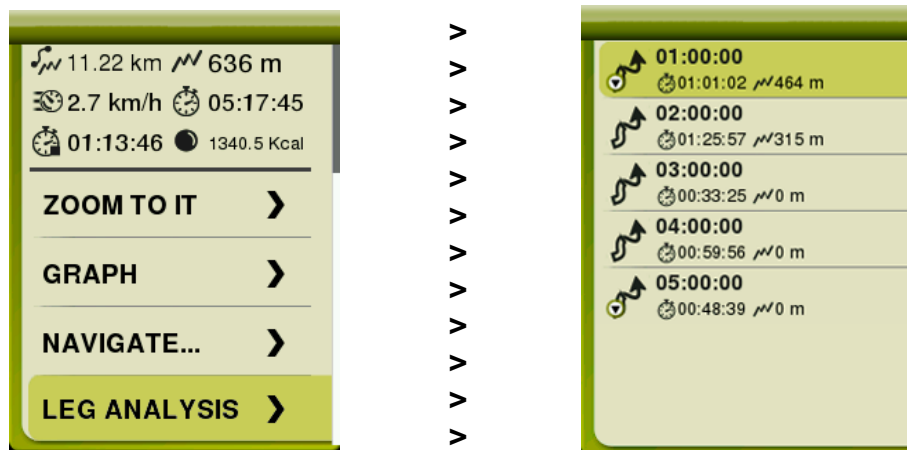 11.22 km 636 m
2.7 km/h 05:17:45
01:13:46 1340.5 Kcal
ZOOM TO IT
GRAPH
NAVIGATE...
LEG ANALYSIS
>
>
>
>
>
>
>
>
>
>
>
>
01:00:00
01:01:02 464 m
02:00:00
01:25:57 315 m
03:00:00
00:33:25 0 m
04:00:00
00:59:56 0 m
05:00:00
00:48:39 0 m